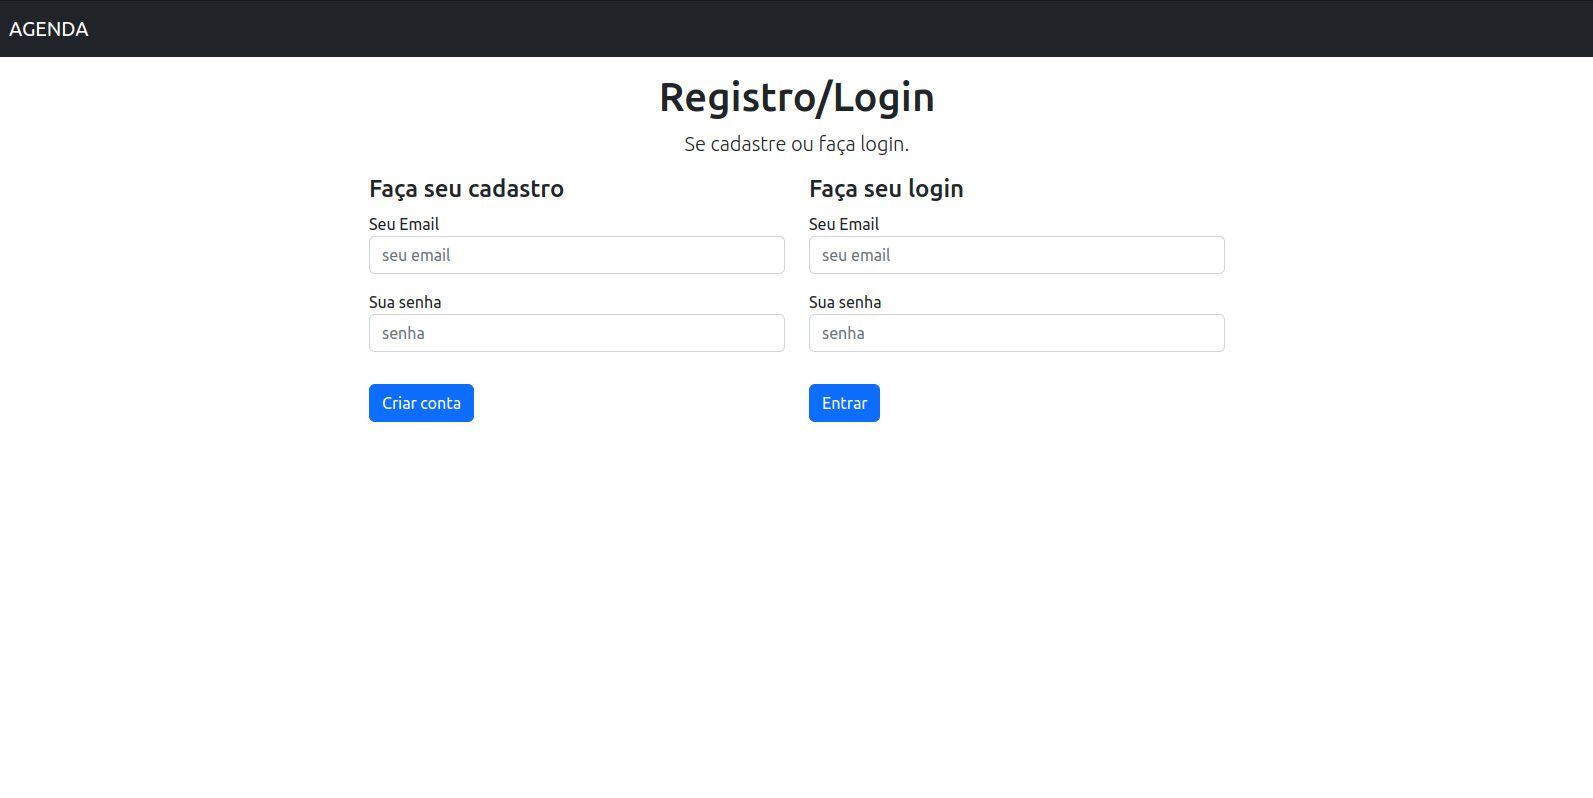 AGENDA
Registro/Login
Se cadastre ou faça login.
Faça seu cadastro
Seu Email
seu email
Sua senha
senha
Criar conta
Faça seu login
Seu Email
seu email
Sua senha
senha
Entrar